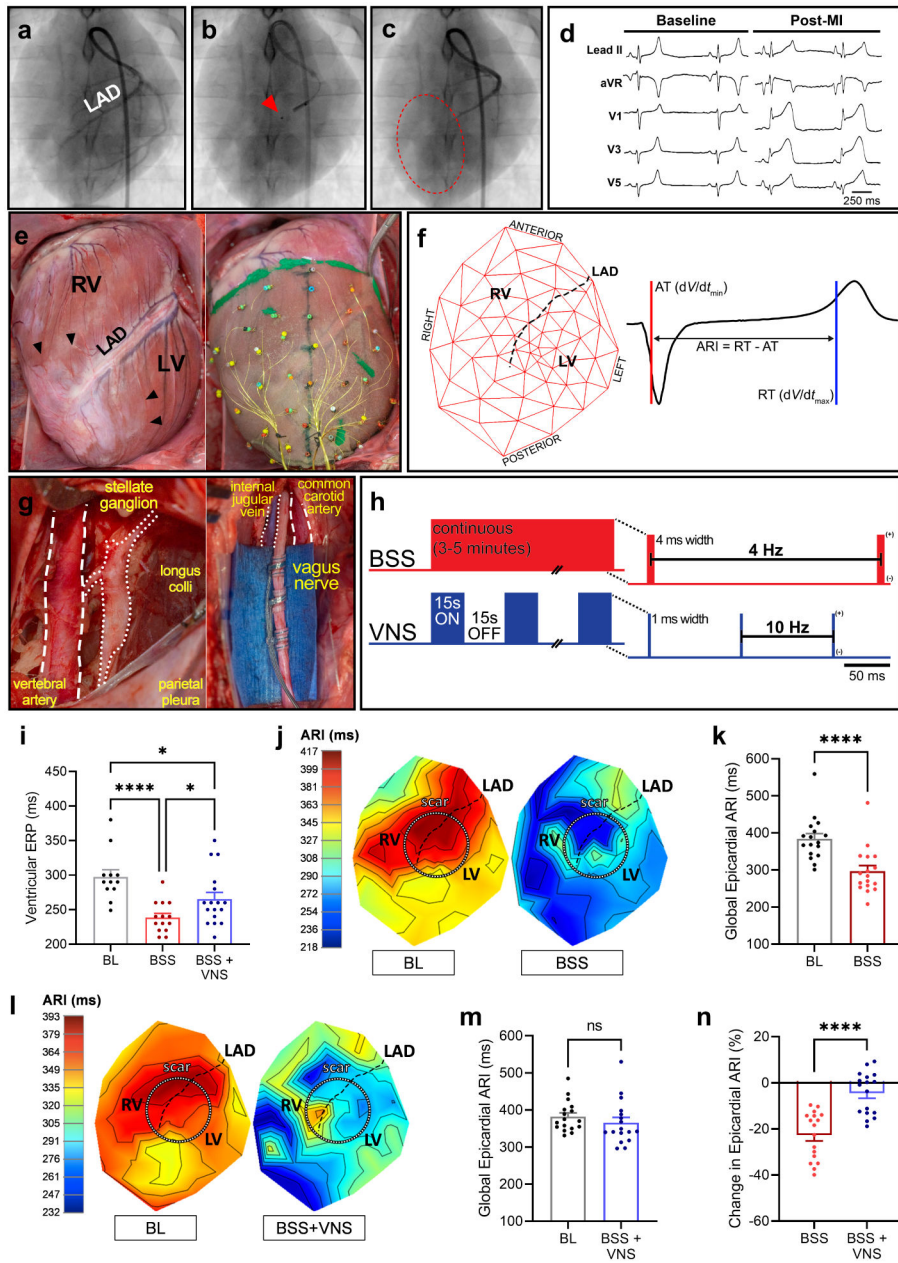 a
LAD
b
c
d
Baseline
Post-MI
Lead II
aVR
V1
V3
V5
250 ms
e
RV
LAD
LV
f
ANTERIOR
LAD
RV
RIGHT
LV
LEFT
POSTERIOR
AT (dV/dtmin)
ARI = RT - AT
RT (dV/dtmax)
g
stellate
ganglion
longus
colli
vertebral
artery
parietal
pleura
internal
jugular
vein
common
carotid
artery
vagus
nerve
h
BSS
continuous
(3-5 minutes)
4 ms width
4 Hz
(+)
(-)
VNS
15s
ON
15s
OFF
1 ms width
10 Hz
(+)
(-)
50 ms
i
Ventricular ERP (ms)
450
400
350
300
250
200
*
****
*
BL
BSS
BSS +
VNS
j
ARI (ms)
417
399
381
363
345
327
308
290
272
254
236
218
scar
LAD
RV
LV
BL
scar
LAD
RV
LV
BSS
k
Global Epicardial ARI (ms)
600
500
400
300
200
100
****
BL
BSS
l
ARI (ms)
393
379
364
349
335
320
305
291
276
261
247
232
scar
LAD
RV
LV
BL
scar
LAD
RV
LV
BSS+VNS
m
Global Epicardial ARI (ms)
600
500
400
300
200
100
ns
BL
BSS +
VNS
n
Change in Epicardial ARI (%)
20
0
-20
-40
-60
****
BSS
BSS +
VNS